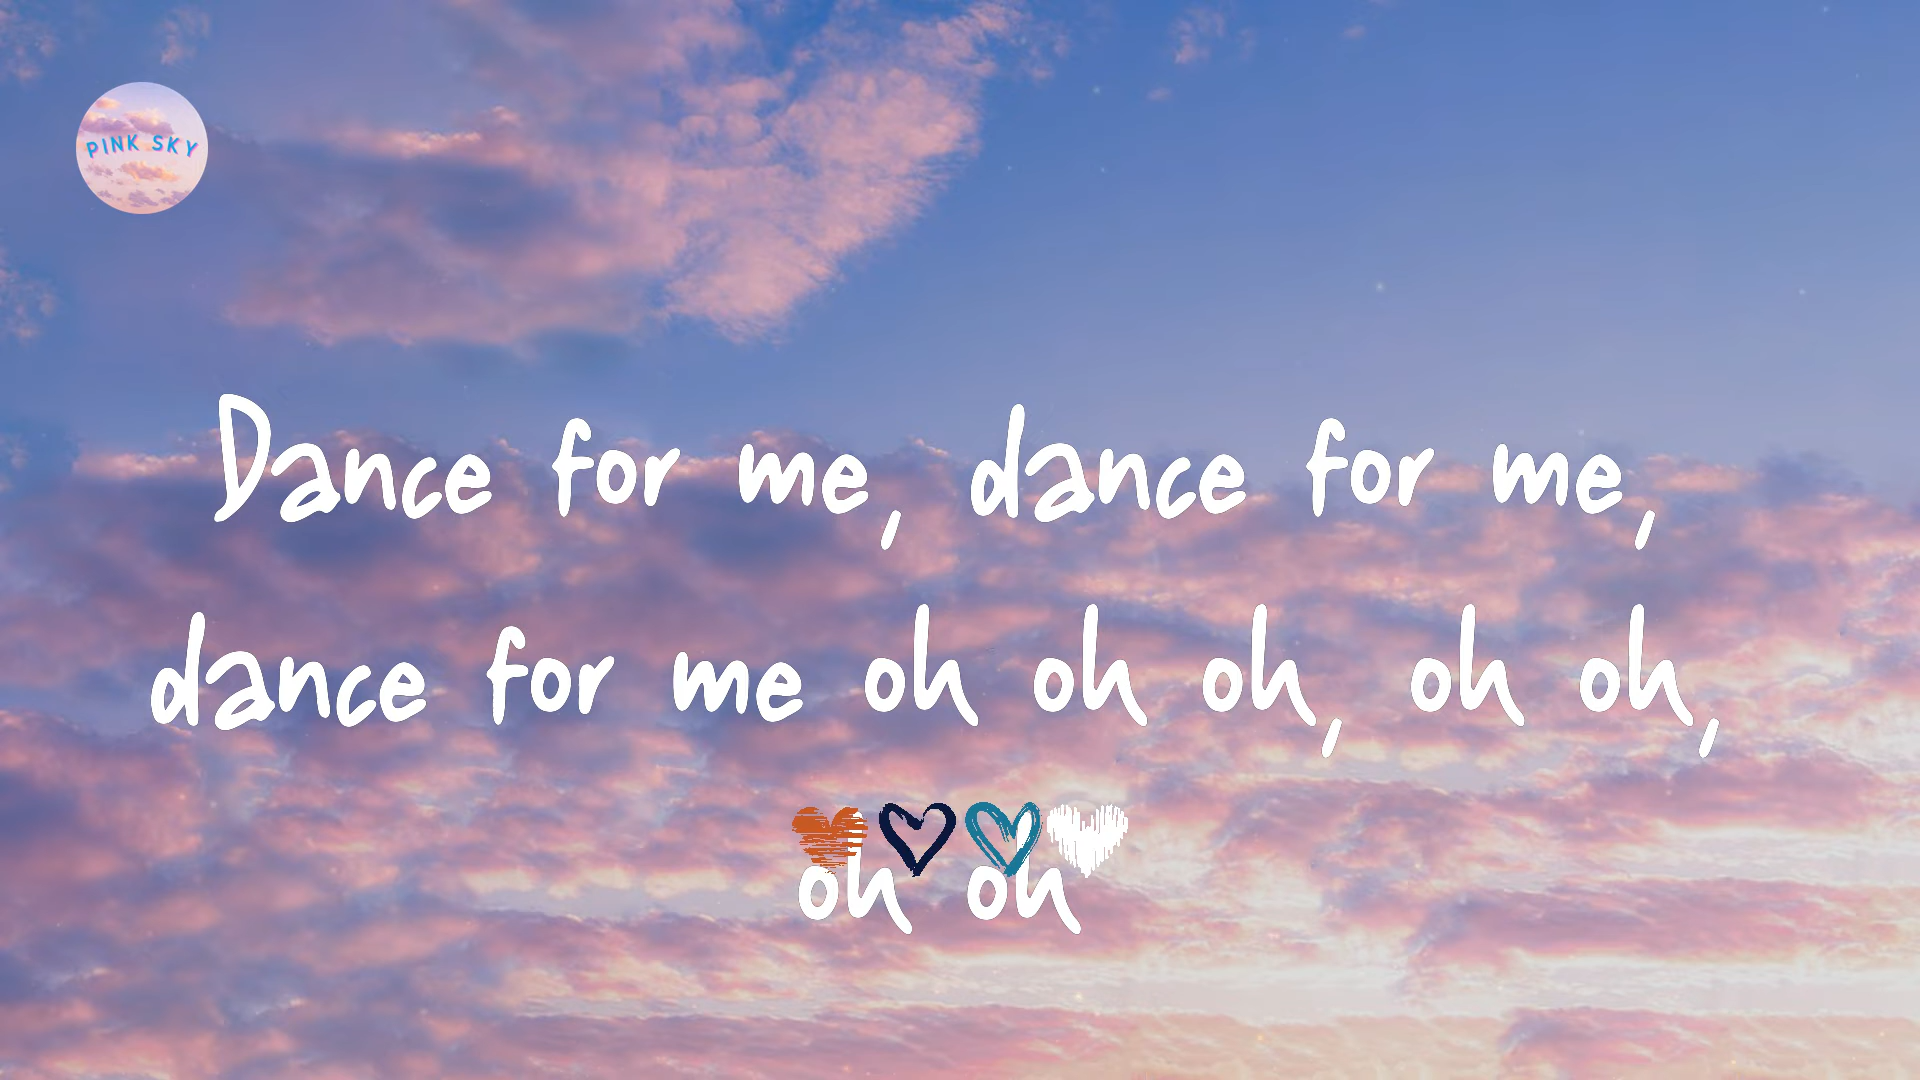 PINK SKY
Dance for me, dance for me,
dance for me oh oh oh, oh oh,
oh oh